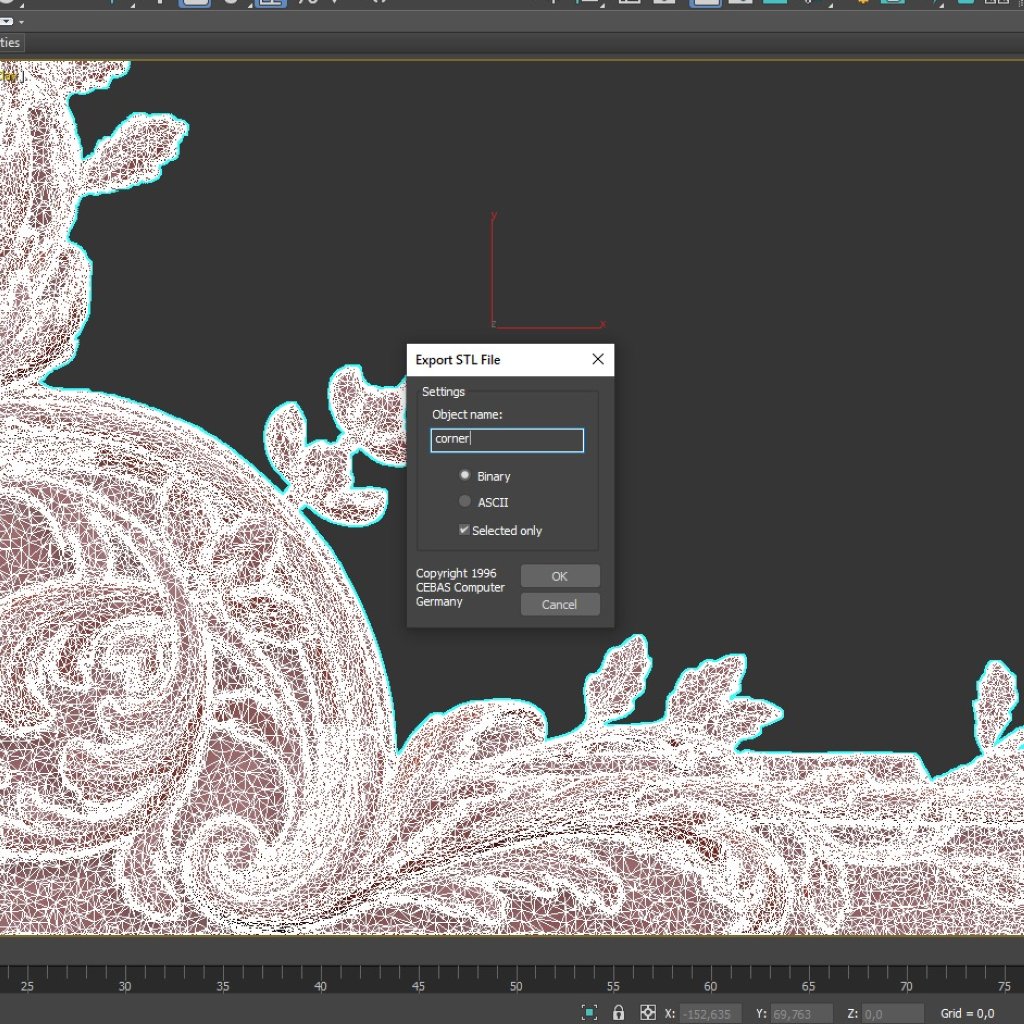 ties
y
z
x
Export STL File
Settings
Object name:
corner
Binary
ASCII
Selected only
Copyright 1996
CEBAS Computer
Germany
OK
Cancel
25 30 35 40 45 50 55 60 65 70 75
X: -152,635 Y: 69,763 Z: 0,0 Grid = 0,0